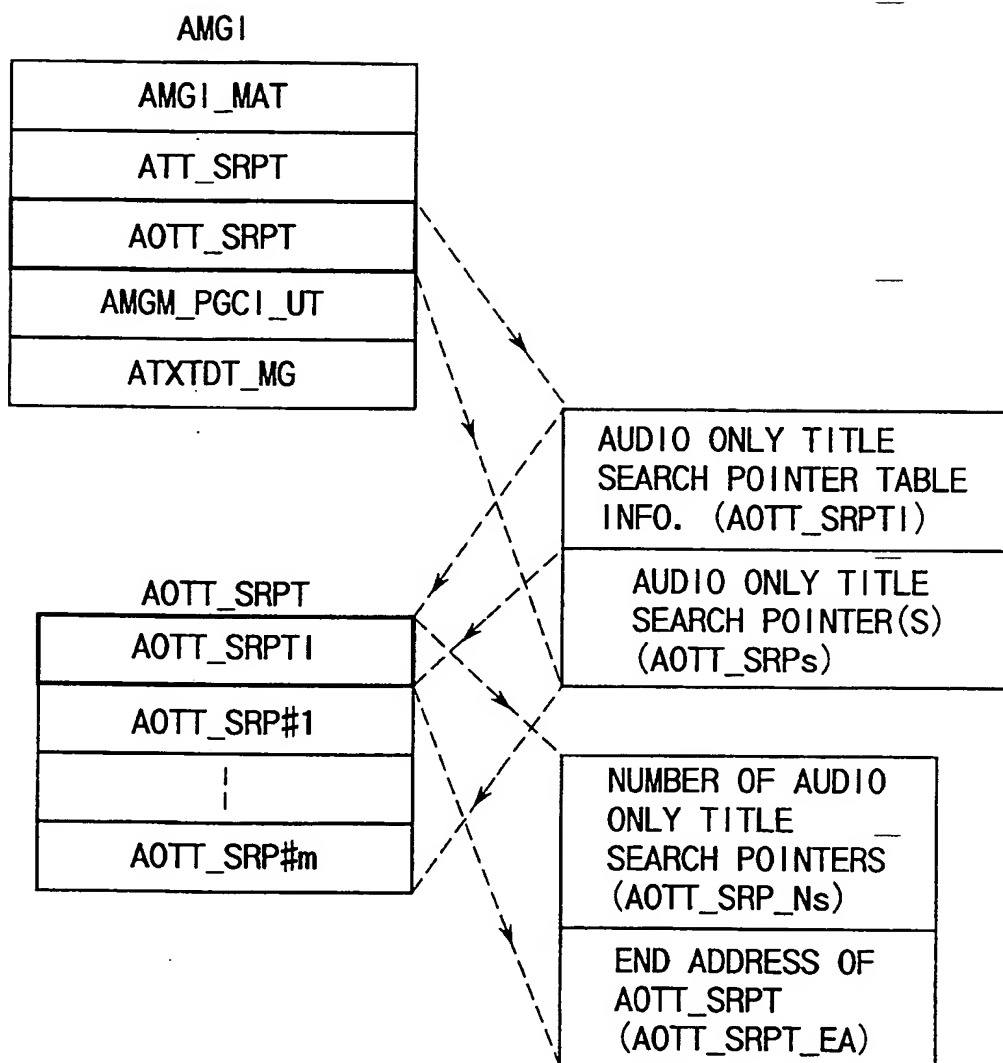 AMGI
AMGI_MAT
ATT_SRPT
AOTT_SRPT
AMGM_PGCI_UT
ATXTDT_MG
AUDIO ONLY TITLE
SEARCH POINTER TABLE
INFO. (AOTT_SRPTI)
AUDIO ONLY TITLE
SEARCH POINTER(S)
(AOTT_SRPs)
AOTT_SRPT
AOTT_SRPTI
AOTT_SRP#1
AOTT_SRP#m
NUMBER OF AUDIO
ONLY TITLE
SEARCH POINTERS
(AOTT_SRP_Ns)
END ADDRESS OF
AOTT_SRPT
(AOTT_SRPT_EA)